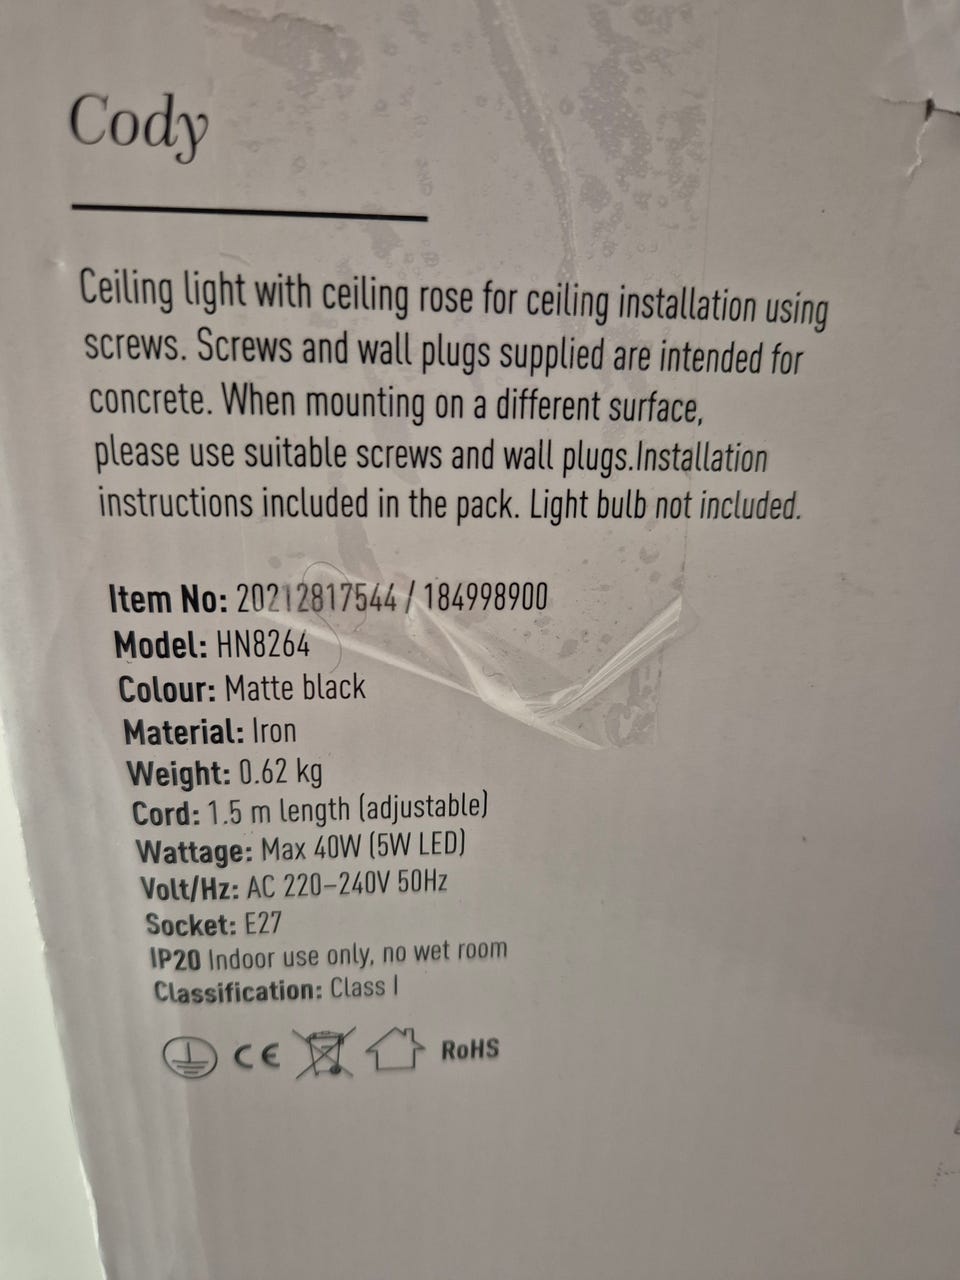 Cody
Ceiling light with ceiling rose for ceiling installation using
screws. Screws and wall plugs supplied are intended for
concrete. When mounting on a different surface,
please use suitable screws and wall plugs.Installation
instructions included in the pack. Light bulb not included.
Item No: 20212817544 / 184998900
Model: HN8264
Colour: Matte black
Material: Iron
Weight: 0.62 kg
Cord: 1.5 m length (adjustable)
Wattage: Max 40W (5W LED)
Volt/Hz: AC 220–240V 50Hz
Socket: E27
IP20 Indoor use only, no wet room
Classification: Class I
CE RoHS